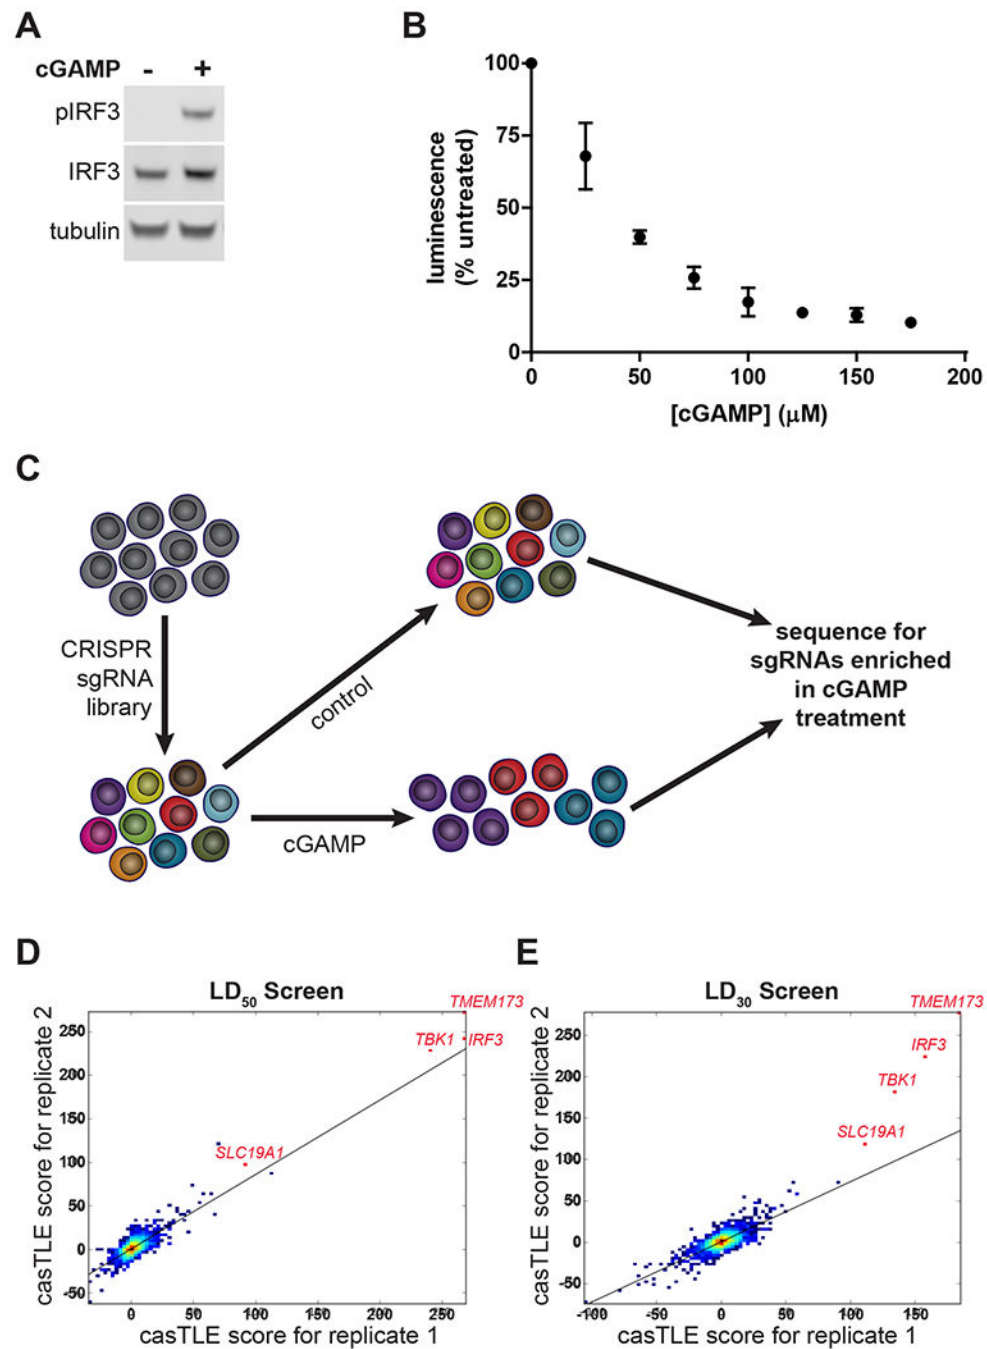 A
cGAMP - +
pIRF3
IRF3
tubulin
B
luminescence
(% untreated)
100
75
50
25
0
0 50 100 150 200
[cGAMP] (μM)
C
CRISPR
sgRNA
library
control
cGAMP
sequence for
sgRNAs enriched
in cGAMP
treatment
D
LD50 Screen
casTLE score for replicate 2
TMEM173
TBK1 IRF3
SLC19A1
250
200
150
100
50
0
-50
0 50 100 150 200 250
casTLE score for replicate 1
E
LD30 Screen
casTLE score for replicate 2
TMEM173
IRF3
TBK1
SLC19A1
250
200
150
100
50
0
-50
-100 -50 0 50 100 150
casTLE score for replicate 1